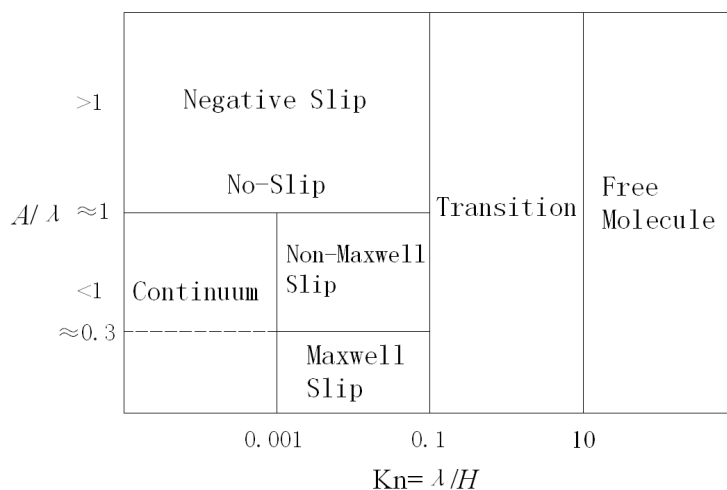 >1
Negative Slip
No-Slip
A/ λ ≈1
Transition
Free
Molecule
Non-Maxwell
Slip
<1
Continuum
≈0.3
Maxwell
Slip
0.001
0.1
10
Kn= λ/H